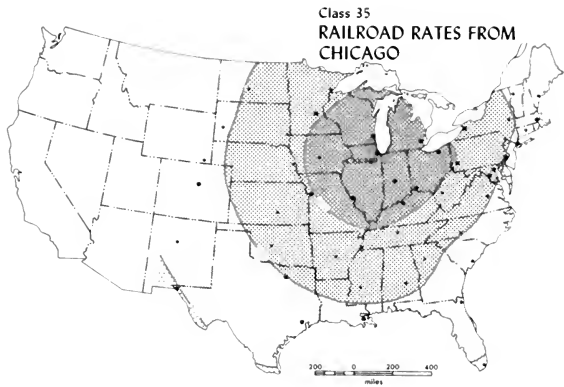 Class 35
RAILROAD RATES FROM
CHICAGO
200 0 200 400
miles